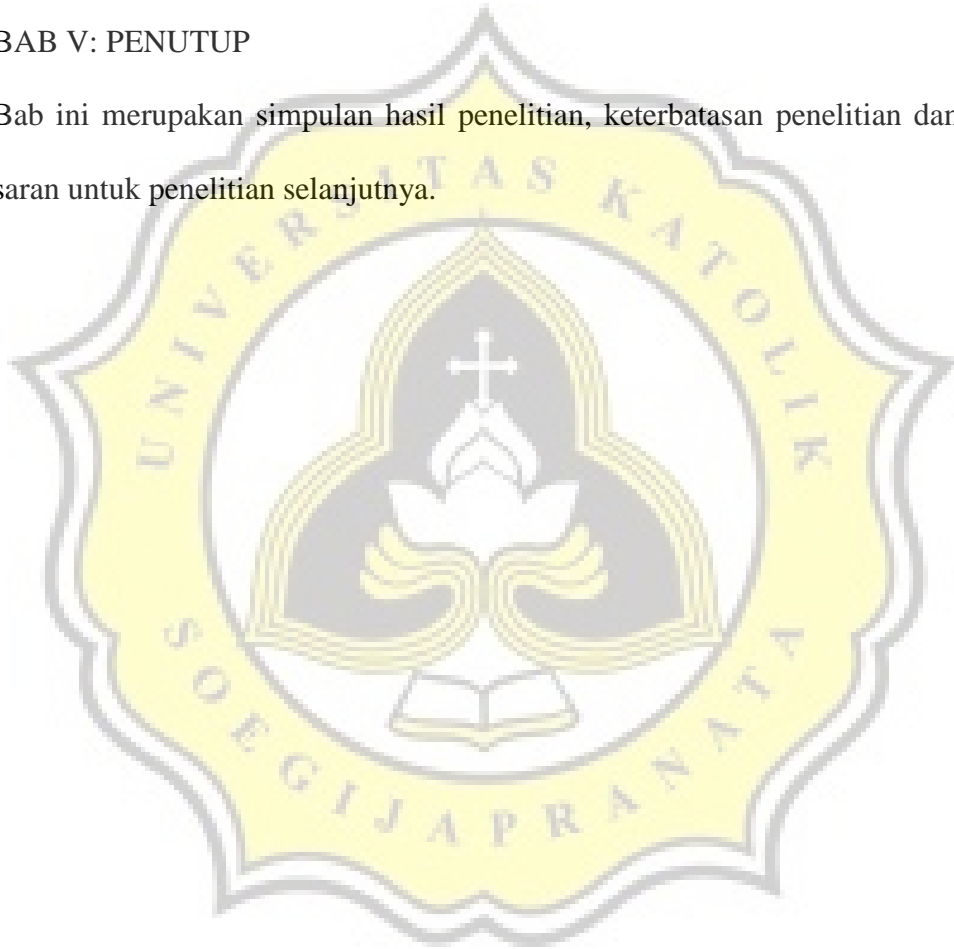 BAB V: PENUTUP
Bab ini merupakan simpulan hasil penelitian, keterbatasan penelitian dan
saran untuk penelitian selanjutnya.
UNIVERSITAS KATOLIK
SOEGIJAPRANATA